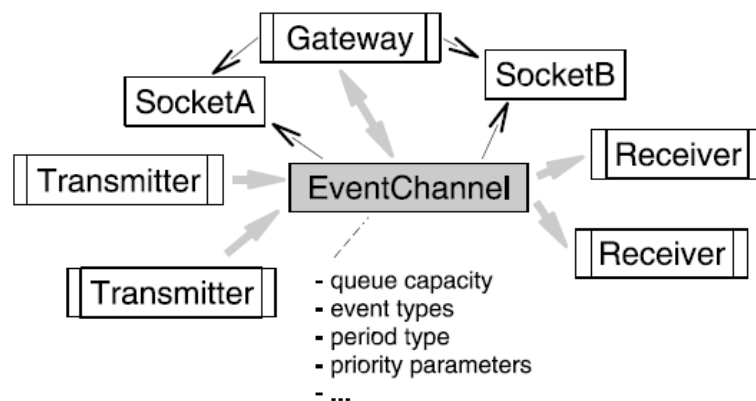 Gateway
SocketA
SocketB
Transmitter
EventChannel
Receiver
Transmitter
Receiver
- queue capacity
- event types
- period type
- priority parameters
- ...